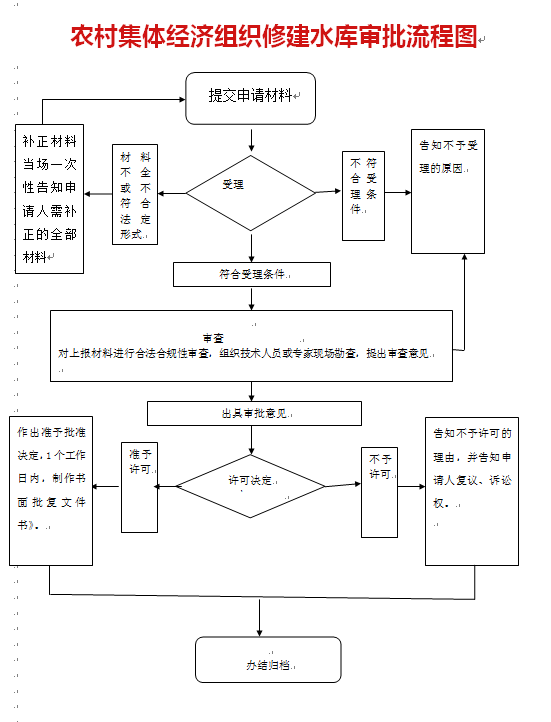 农村集体经济组织修建水库审批流程图
提交申请材料
补正材料
当场一次
性告知申
请人需补
正的全部
材料
材料
不全
或不
符合
法定
形式.
受理
不符
合受
理条
件.
告知不予受
理的原因.
符合受理条件.
审查
对上报材料进行合法合规性审查，组织技术人员或专家现场勘查，提出审查意见.
出具审批意见.
作出准予批准
决定，1个工作
日内，制作书
面批复文件
书》。
准予
许可.
许可决定.
、
不予
许可.
告知不予许可的
理由，并告知申
请人复议、诉讼
权。
办结归档.